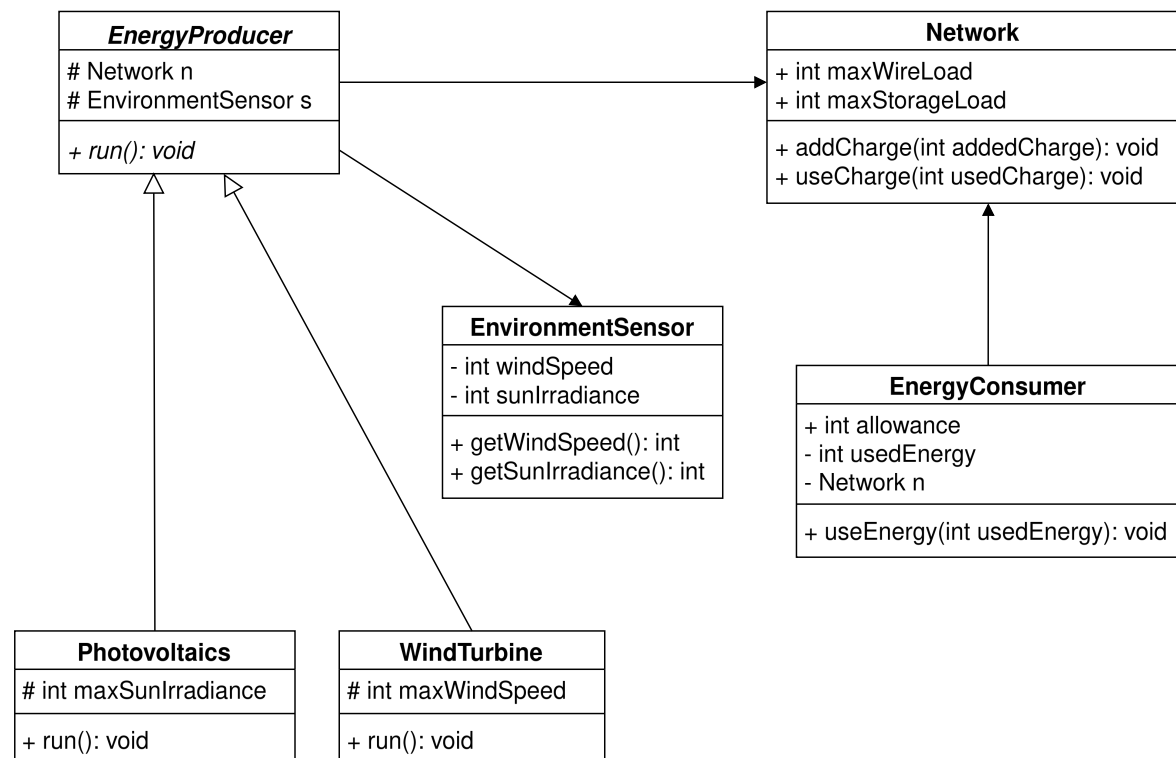 EnergyProducer
# Network n
# EnvironmentSensor s
+ run(): void
Network
+ int maxWireLoad
+ int maxStorageLoad
+ addCharge(int addedCharge): void
+ useCharge(int usedCharge): void
EnvironmentSensor
- int windSpeed
- int sunIrradiance
+ getWindSpeed(): int
+ getSunIrradiance(): int
EnergyConsumer
+ int allowance
- int usedEnergy
- Network n
+ useEnergy(int usedEnergy): void
Photovoltaics
# int maxSunIrradiance
+ run(): void
WindTurbine
# int maxWindSpeed
+ run(): void